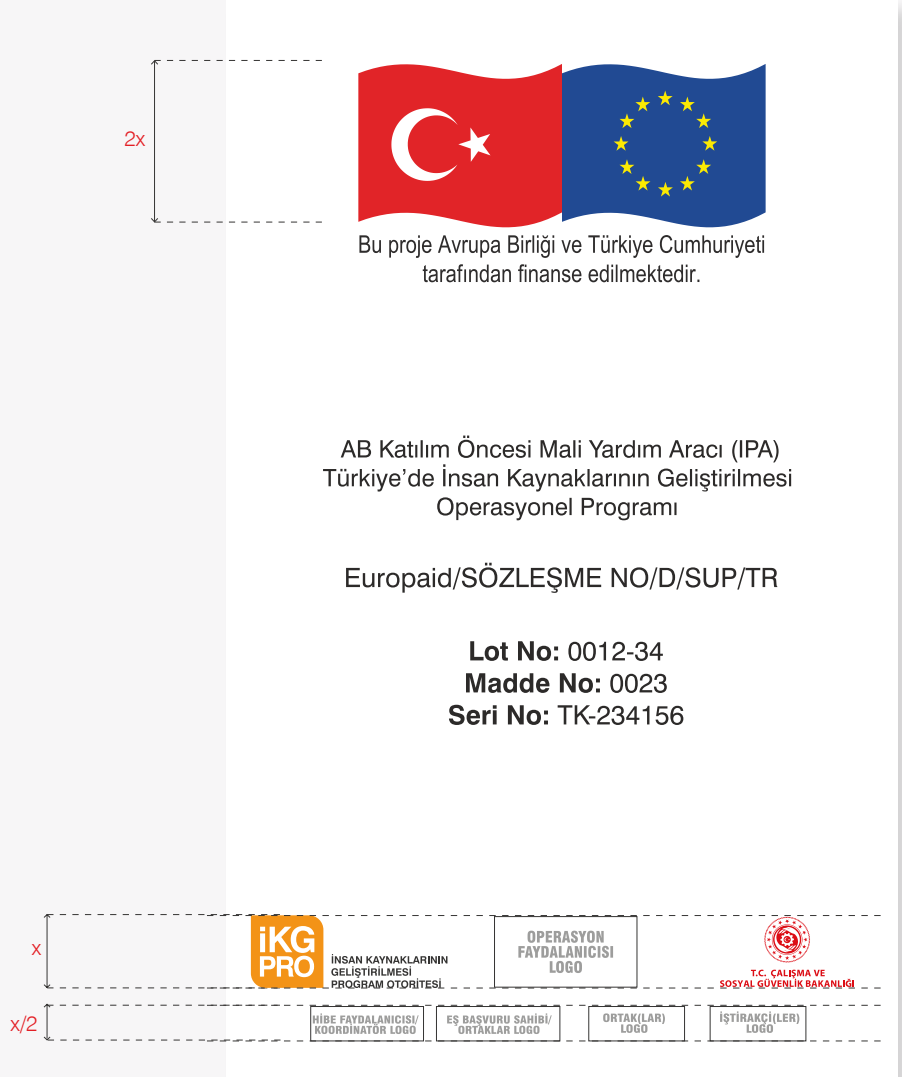 2x
Bu proje Avrupa Birliği ve Türkiye Cumhuriyeti
tarafından finanse edilmektedir.
AB Katılım Öncesi Mali Yardım Aracı (IPA)
Türkiye’de İnsan Kaynaklarının Geliştirilmesi
Operasyonel Programı
Europaid/SÖZLEŞME NO/D/SUP/TR
Lot No: 0012-34
Madde No: 0023
Seri No: TK-234156
x
iKG
PRO
İNSAN KAYNAKLARININ
GELİŞTİRİLMESİ
PROGRAM OTORİTESİ
OPERASYON
FAYDALANICISI
LOGO
T.C. ÇALIŞMA VE
SOSYAL GÜVENLİK BAKANLIĞI
x/2
HİBE FAYDALANICISI/
KOORDİNATÖR LOGO
EŞ BAŞVURU SAHİBİ/
ORTAKLAR LOGO
ORTAK(LAR)
LOGO
İŞTİRAKÇİ(LER)
LOGO